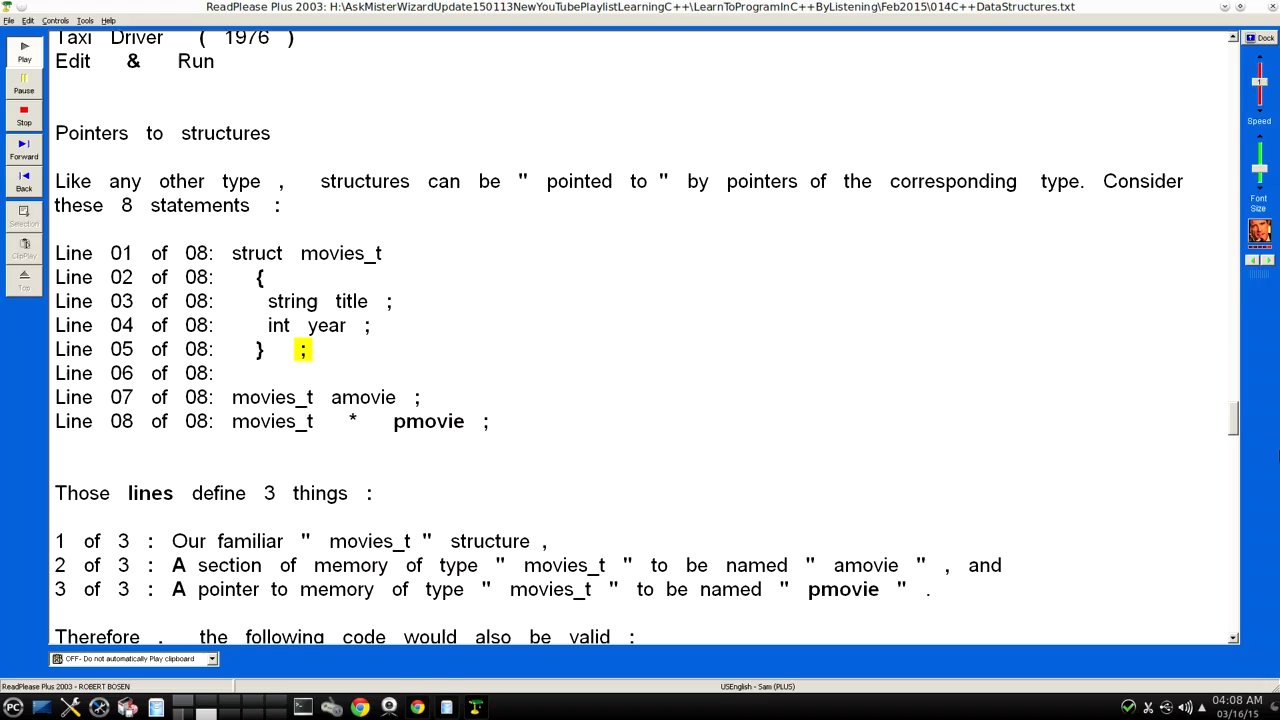 ReadPlease Plus 2003: H:\AskMisterWizardUpdate150113NewYouTubePlaylistLearningC++\LearnToProgramInC++ByListening\Feb2015\014C++DataStructures.txt
File Edit Controls Tools Help
Dock
Play
Pause
Stop
Forward
Back
Selection
ClipPlay
Top
Speed
Font
Size
Taxi Driver ( 1976 )
Edit & Run
Pointers to structures
Like any other type , structures can be " pointed to " by pointers of the corresponding type. Consider
these 8 statements :
Line 01 of 08: struct movies_t
Line 02 of 08: {
Line 03 of 08: string title ;
Line 04 of 08: int year ;
Line 05 of 08: } ;
Line 06 of 08:
Line 07 of 08: movies_t amovie ;
Line 08 of 08: movies_t * pmovie ;
Those lines define 3 things :
1 of 3 : Our familiar " movies_t " structure ,
2 of 3 : A section of memory of type " movies_t " to be named " amovie " , and
3 of 3 : A pointer to memory of type " movies_t " to be named " pmovie " .
Therefore , the following code would also be valid :
OFF- Do not automatically Play clipboard
ReadPlease Plus 2003 - ROBERT BOSEN
USEnglish - Sam (PLUS)
PC
04:08 AM
03/16/15